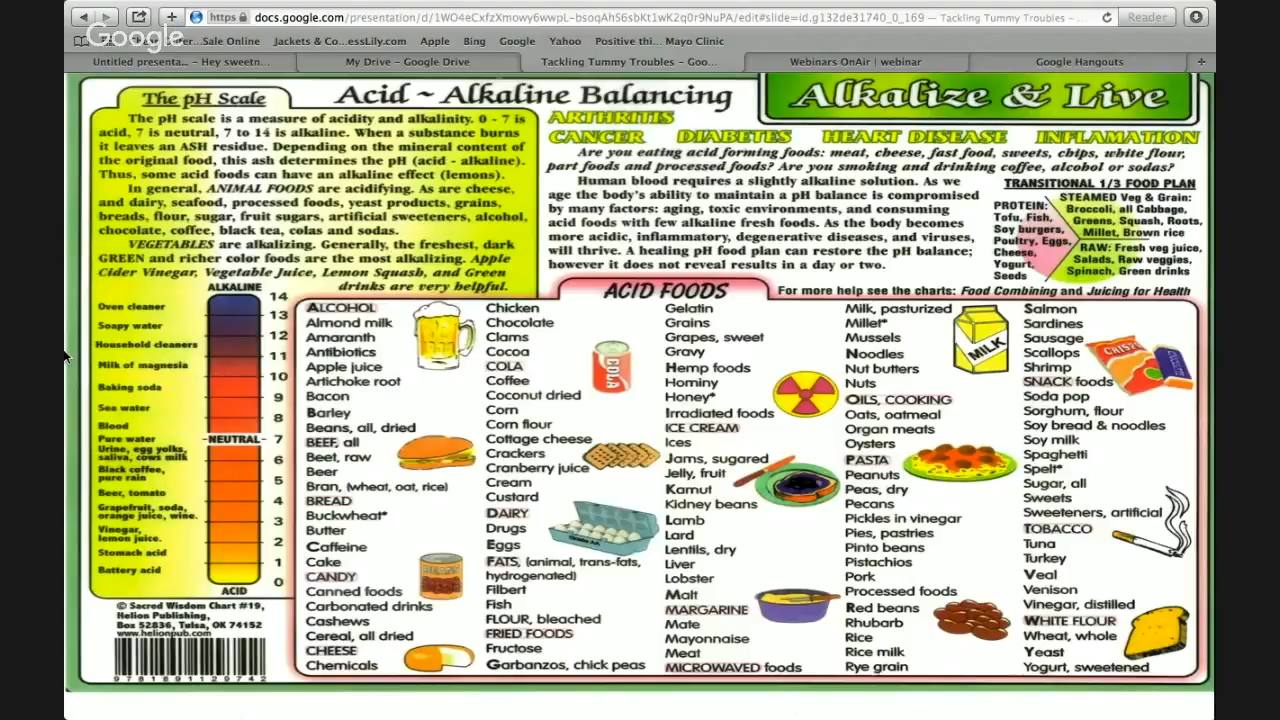 https docs.google.com/presentation/d/1WO4eCxfzXmowy6wwpL-bsoqAhS6sbKt1wK2q0r9NuPA/edit#slide=id.g132de31740_0_169 — Tackling Tummy Troubles – ...
Reader
Google
Sale Online Jackets & Co...essLily.com Apple Bing Google Yahoo Positive thi... Mayo Clinic
Untitled presenta... – Hey sweetn... My Drive – Google Drive Tackling Tummy Troubles – Goo... Webinars OnAir | webinar Google Hangouts
Acid ~ Alkaline Balancing
Alkalize & Live
The pH Scale
The pH scale is a measure of acidity and alkalinity. 0 - 7 is
acid, 7 is neutral, 7 to 14 is alkaline. When a substance burns
it leaves an ASH residue. Depending on the mineral content of
the original food, this ash determines the pH (acid - alkaline).
Thus, some acid foods can have an alkaline effect (lemons).
In general, ANIMAL FOODS are acidifying. As are cheese,
and dairy, seafood, processed foods, yeast products, grains,
breads, flour, sugar, fruit sugars, artificial sweeteners, alcohol,
chocolate, coffee, black tea, colas and sodas.
VEGETABLES are alkalizing. Generally, the freshest, dark
GREEN and richer color foods are the most alkalizing. Apple
Cider Vinegar, Vegetable Juice, Lemon Squash, and Green
drinks are very helpful.
ARTHRITIS
CANCER DIABETES HEART DISEASE INFLAMATION
Are you eating acid forming foods: meat, cheese, fast food, sweets, chips, white flour,
part foods and processed foods? Are you smoking and drinking coffee, alcohol or sodas?
Human blood requires a slightly alkaline solution. As we
age the body's ability to maintain a pH balance is compromised
by many factors: aging, toxic environments, and consuming
acid foods with few alkaline fresh foods. As the body becomes
more acidic, inflammatory, degenerative diseases, and viruses,
will thrive. A healing pH food plan can restore the pH balance;
however it does not reveal results in a day or two.
TRANSITIONAL 1/3 FOOD PLAN
PROTEIN:
Tofu, Fish,
Soy burgers,
Poultry, Eggs,
Cheese,
Yogurt,
Seeds
STEAMED Veg & Grain:
Broccoli, all Cabbage,
Greens, Squash, Roots,
Millet, Brown rice
RAW: Fresh veg juice,
Salads, Raw veggies,
Spinach, Green drinks
For more help see the charts: Food Combining and Juicing for Health
ALKALINE
14
13
12
11
10
9
8
–NEUTRAL– 7
6
5
4
3
2
1
0
ACID
Oven cleaner
Soapy water
Household cleaners
Milk of magnesia
Baking soda
Sea water
Blood
Pure water
Urine, egg yolks,
saliva, cows milk
Black coffee,
pure rain
Beer, tomato
Grapefruit, soda,
orange juice, wine.
Vinegar,
lemon juice.
Stomach acid
Battery acid
© Sacred Wisdom Chart #19,
Helion Publishing,
Box 52836, Tulsa, OK 74152
www.helionpub.com
9 781891 129742
ACID FOODS
ALCOHOL
Almond milk
Amaranth
Antibiotics
Apple juice
Artichoke root
Bacon
Barley
Beans, all, dried
BEEF, all
Beet, raw
Beer
Bran, (wheat, oat, rice)
BREAD
Buckwheat*
Butter
Caffeine
Cake
CANDY
Canned foods
Carbonated drinks
Cashews
Cereal, all dried
CHEESE
Chemicals
Chicken
Chocolate
Clams
Cocoa
COLA
Coffee
Coconut dried
Corn
Corn flour
Cottage cheese
Crackers
Cranberry juice
Cream
Custard
DAIRY
Drugs
Eggs
FATS, (animal, trans-fats,
hydrogenated)
Filbert
Fish
FLOUR, bleached
FRIED FOODS
Fructose
Garbanzos, chick peas
COLA
Gelatin
Grains
Grapes, sweet
Gravy
Hemp foods
Hominy
Honey*
Irradiated foods
ICE CREAM
Ices
Jams, sugared
Jelly, fruit
Kamut
Kidney beans
Lamb
Lard
Lentils, dry
Liver
Lobster
Malt
MARGARINE
Mate
Mayonnaise
Meat
MICROWAVED foods
Milk, pasturized
Millet*
Mussels
Noodles
Nut butters
Nuts
OILS, COOKING
Oats, oatmeal
Organ meats
Oysters
PASTA
Peanuts
Peas, dry
Pecans
Pickles in vinegar
Pies, pastries
Pinto beans
Pistachios
Pork
Processed foods
Red beans
Rhubarb
Rice
Rice milk
Rye grain
MILK
Salmon
Sardines
Sausage
Scallops
Shrimp
SNACK foods
Soda pop
Sorghum, flour
Soy bread & noodles
Soy milk
Spaghetti
Spelt*
Sugar, all
Sweets
Sweeteners, artificial
TOBACCO
Tuna
Turkey
Veal
Venison
Vinegar, distilled
WHITE FLOUR
Wheat, whole
Yeast
Yogurt, sweetened